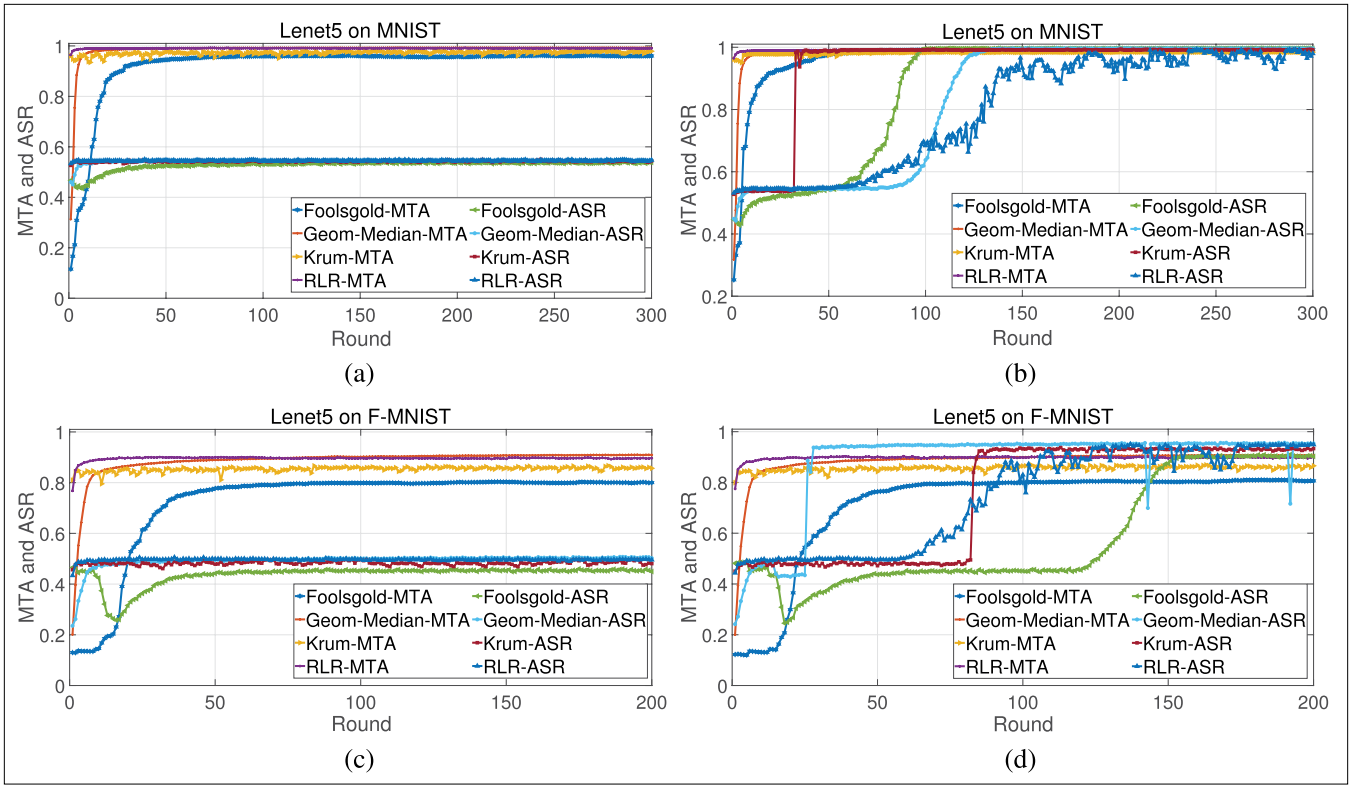 Lenet5 on MNIST
MTA and ASR
1
0.8
0.6
0.4
0.2
0
0 50 100 150 200 250 300
Round
Foolsgold-MTA Foolsgold-ASR
Geom-Median-MTA Geom-Median-ASR
Krum-MTA Krum-ASR
RLR-MTA RLR-ASR
(a)
Lenet5 on MNIST
MTA and ASR
1
0.8
0.6
0.4
0.2
0 50 100 150 200 250 300
Round
Foolsgold-MTA Foolsgold-ASR
Geom-Median-MTA Geom-Median-ASR
Krum-MTA Krum-ASR
RLR-MTA RLR-ASR
(b)
Lenet5 on F-MNIST
MTA and ASR
1
0.8
0.6
0.4
0.2
0
0 50 100 150 200
Round
Foolsgold-MTA Foolsgold-ASR
Geom-Median-MTA Geom-Median-ASR
Krum-MTA Krum-ASR
RLR-MTA RLR-ASR
(c)
Lenet5 on F-MNIST
MTA and ASR
1
0.8
0.6
0.4
0.2
0
0 50 100 150 200
Round
Foolsgold-MTA Foolsgold-ASR
Geom-Median-MTA Geom-Median-ASR
Krum-MTA Krum-ASR
RLR-MTA RLR-ASR
(d)